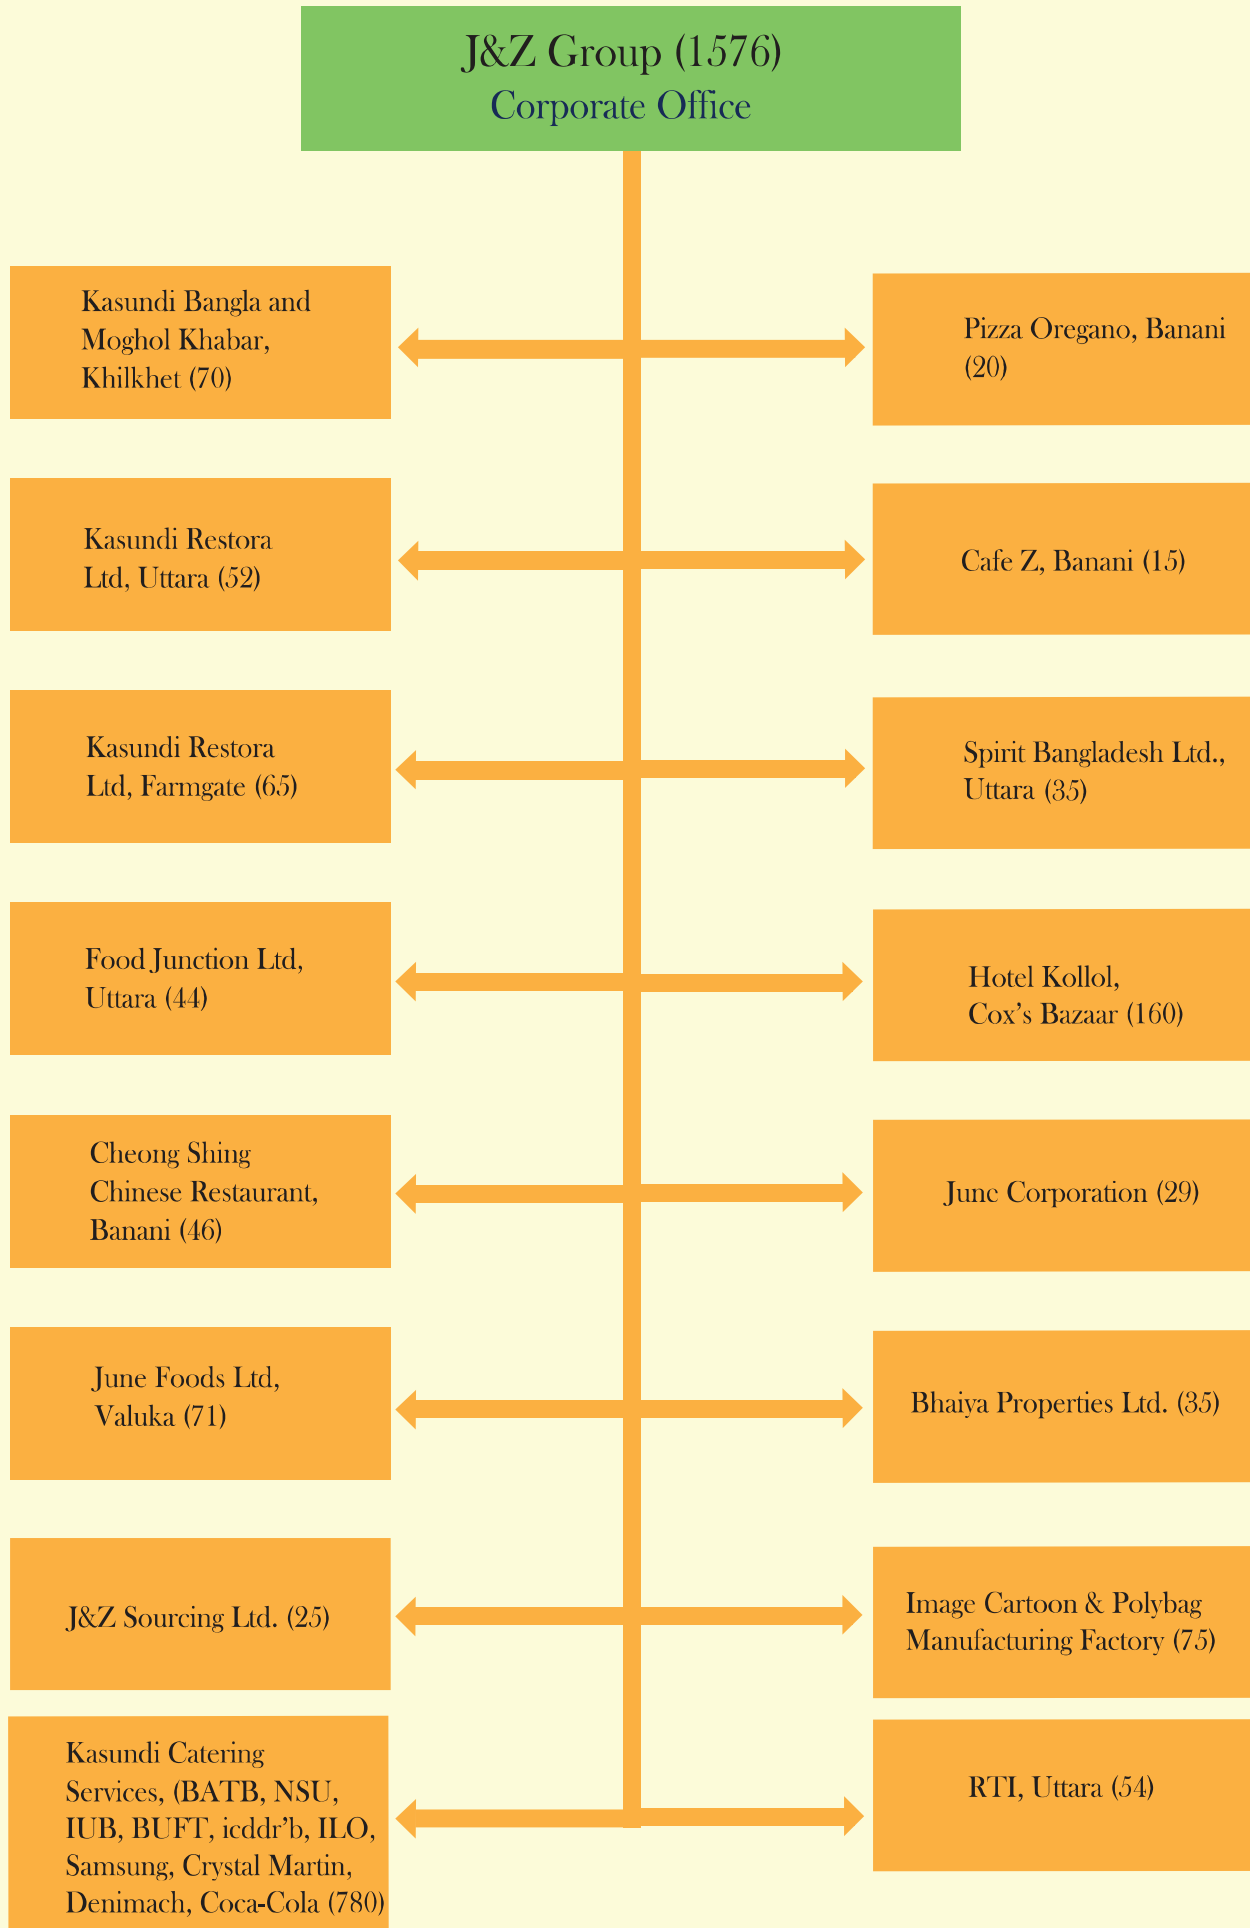 J&Z Group (1576)
Corporate Office
Kasundi Bangla and
Moghol Khabar,
Khilkhet (70)
Pizza Oregano, Banani
(20)
Kasundi Restora
Ltd, Uttara (52)
Cafe Z, Banani (15)
Kasundi Restora
Ltd, Farmgate (65)
Spirit Bangladesh Ltd.,
Uttara (35)
Food Junction Ltd,
Uttara (44)
Hotel Kollol,
Cox’s Bazaar (160)
Cheong Shing
Chinese Restaurant,
Banani (46)
June Corporation (29)
June Foods Ltd,
Valuka (71)
Bhaiya Properties Ltd. (35)
J&Z Sourcing Ltd. (25)
Image Cartoon & Polybag
Manufacturing Factory (75)
Kasundi Catering
Services, (BATB, NSU,
IUB, BUFT, icddr’b, ILO,
Samsung, Crystal Martin,
Denimach, Coca-Cola (780)
RTI, Uttara (54)